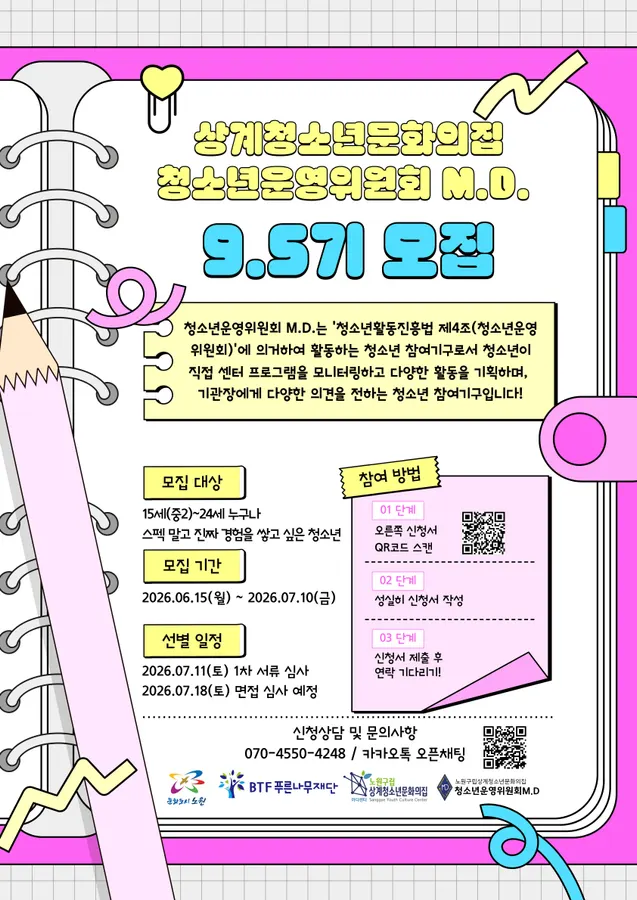 상계청소년문화의집
청소년운영위원회 M.D.
9.5기 모집
청소년운영위원회 M.D.는 '청소년활동진흥법 제4조(청소년운영
위원회)'에 의거하여 활동하는 청소년 참여기구로서 청소년이
직접 센터 프로그램을 모니터링하고 다양한 활동을 기획하며,
기관장에게 다양한 의견을 전하는 청소년 참여기구입니다!
모집 대상
15세(중2)~24세 누구나
스펙 말고 진짜 경험을 쌓고 싶은 청소년
모집 기간
2026.06.15(월) ~ 2026.07.10(금)
선별 일정
2026.07.11(토) 1차 서류 심사
2026.07.18(토) 면접 심사 예정
참여 방법
01 단계
오른쪽 신청서
QR코드 스캔
02 단계
성실히 신청서 작성
03 단계
신청서 제출 후
연락 기다리기!
신청상담 및 문의사항
070-4550-4248 / 카카오톡 오픈채팅
BTF 푸른나무재단
노원구립
상계청소년문화의집
Sanggye Youth Culture Center
노원구립상계청소년문화의집
청소년운영위원회M.D